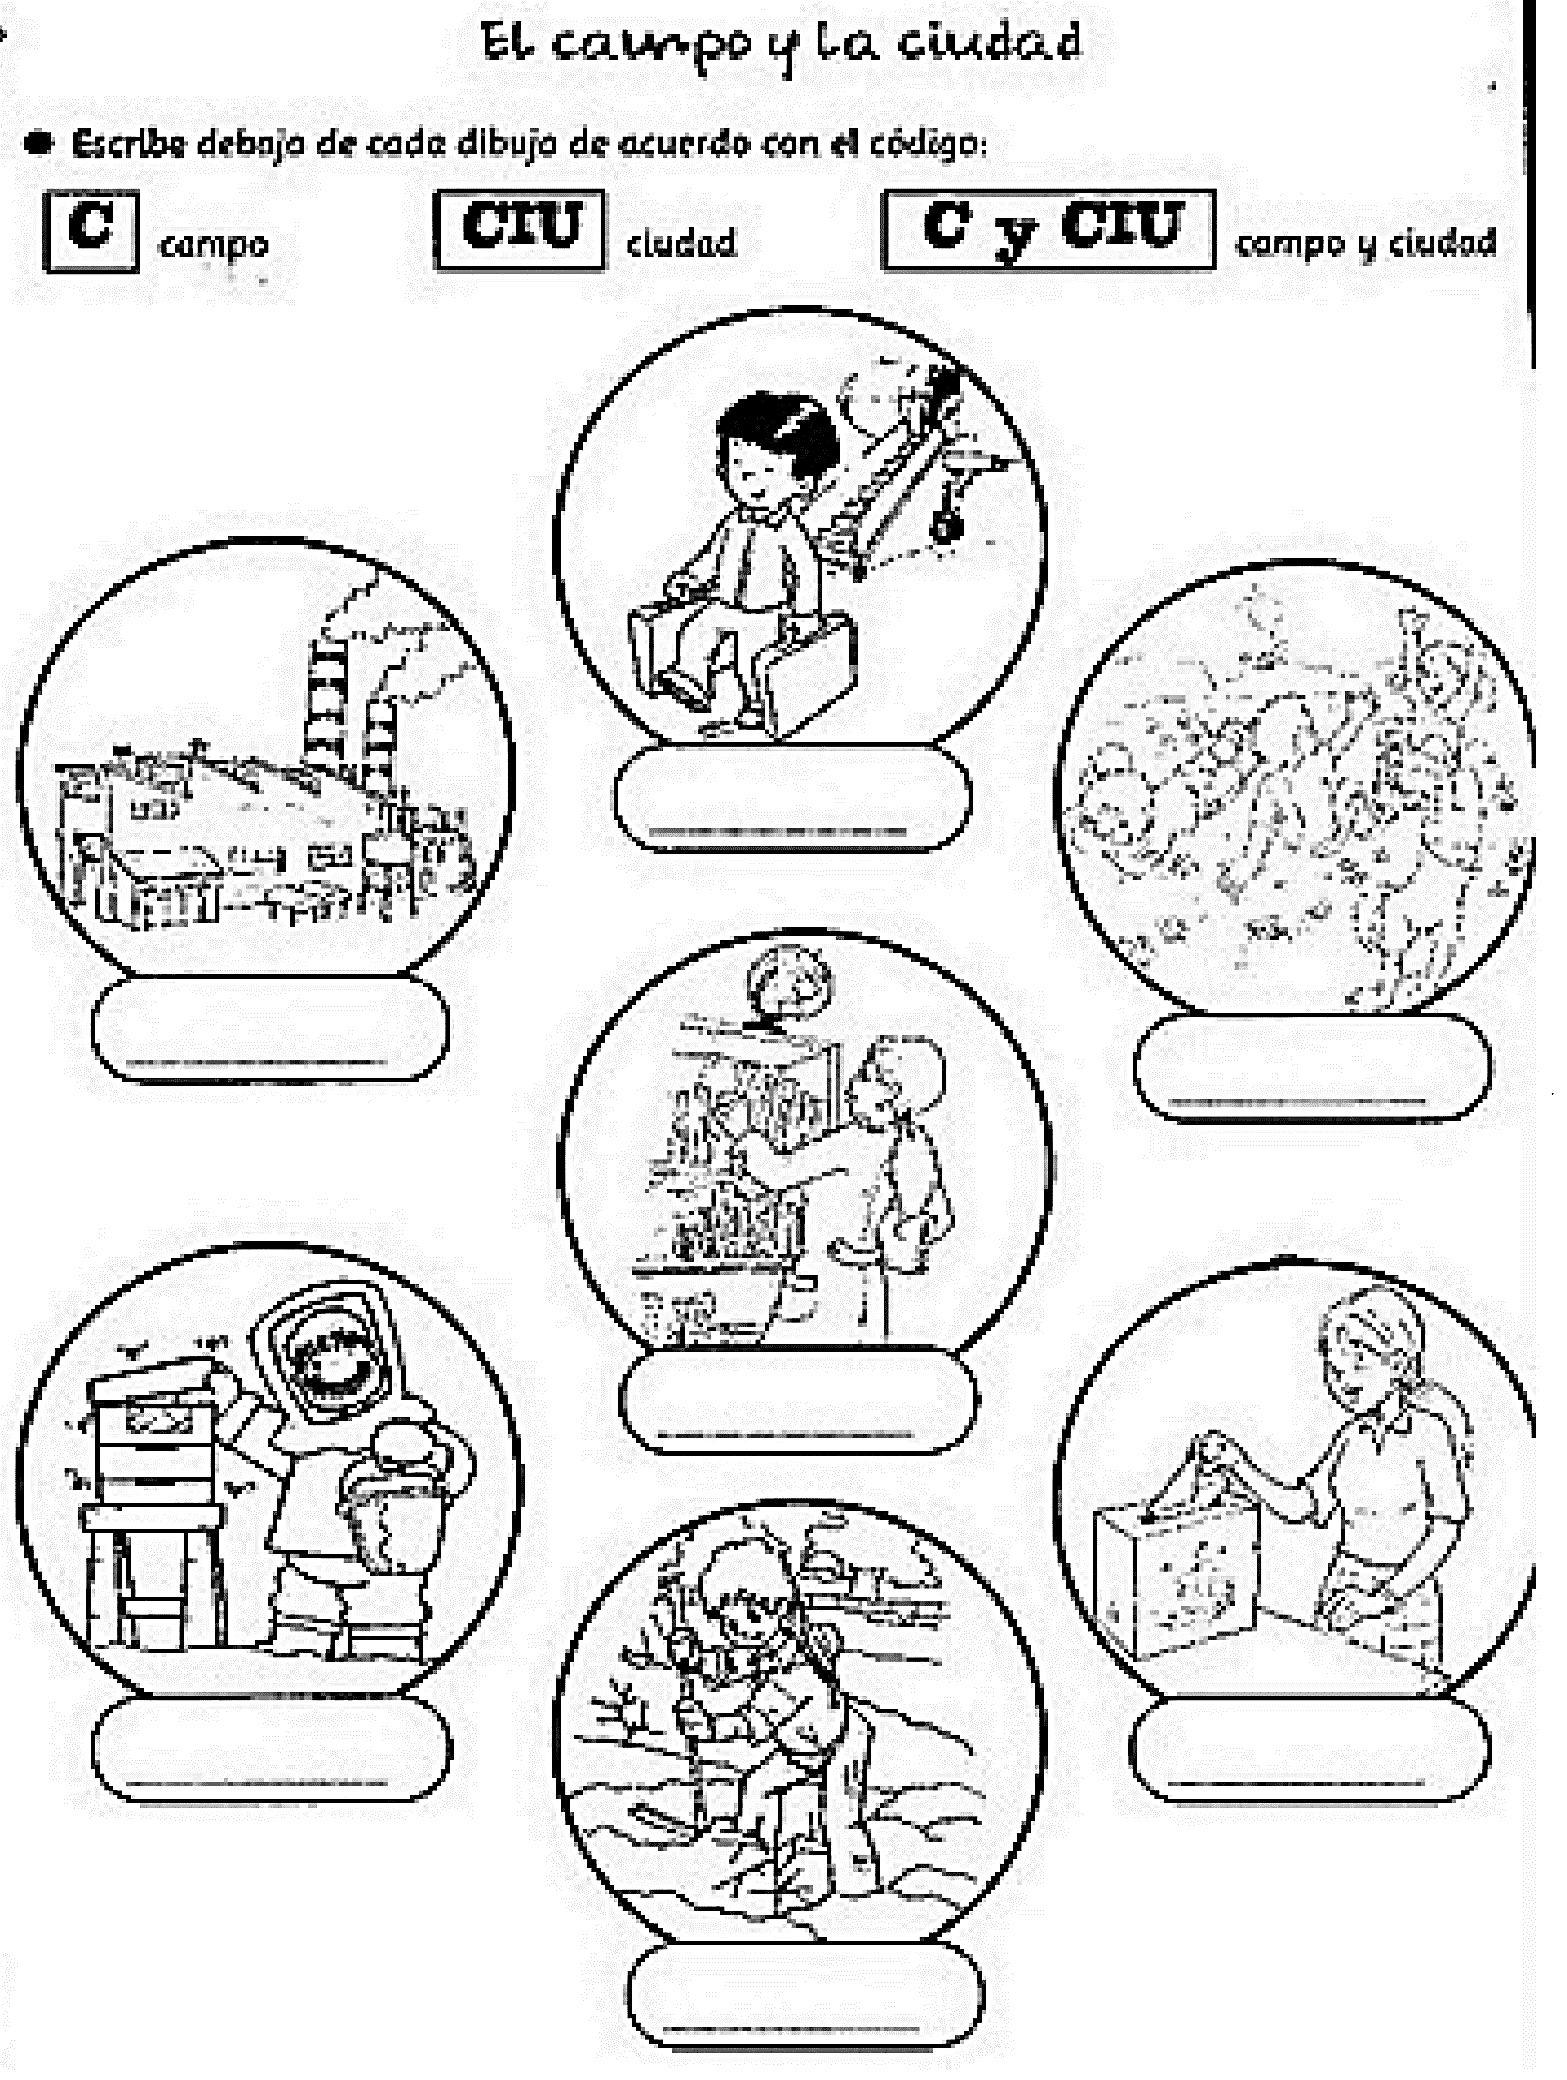 El campo y la ciudad
● Escribe debajo de cada dibujo de acuerdo con el código:
C campo CIU ciudad C y CIU campo y ciudad